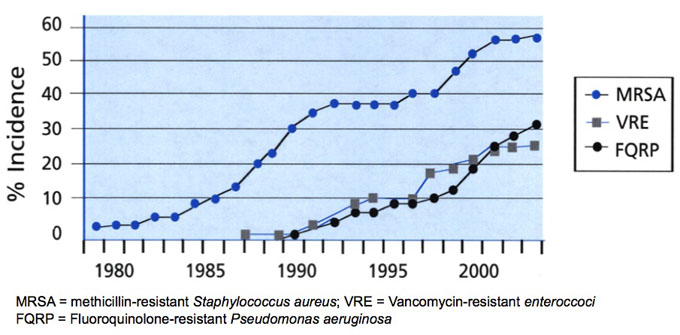 % Incidence
60
50
40
30
20
10
0
1980 1985 1990 1995 2000
MRSA
VRE
FQRP
MRSA = methicillin-resistant Staphylococcus aureus; VRE = Vancomycin-resistant enteroccoci
FQRP = Fluoroquinolone-resistant Pseudomonas aeruginosa